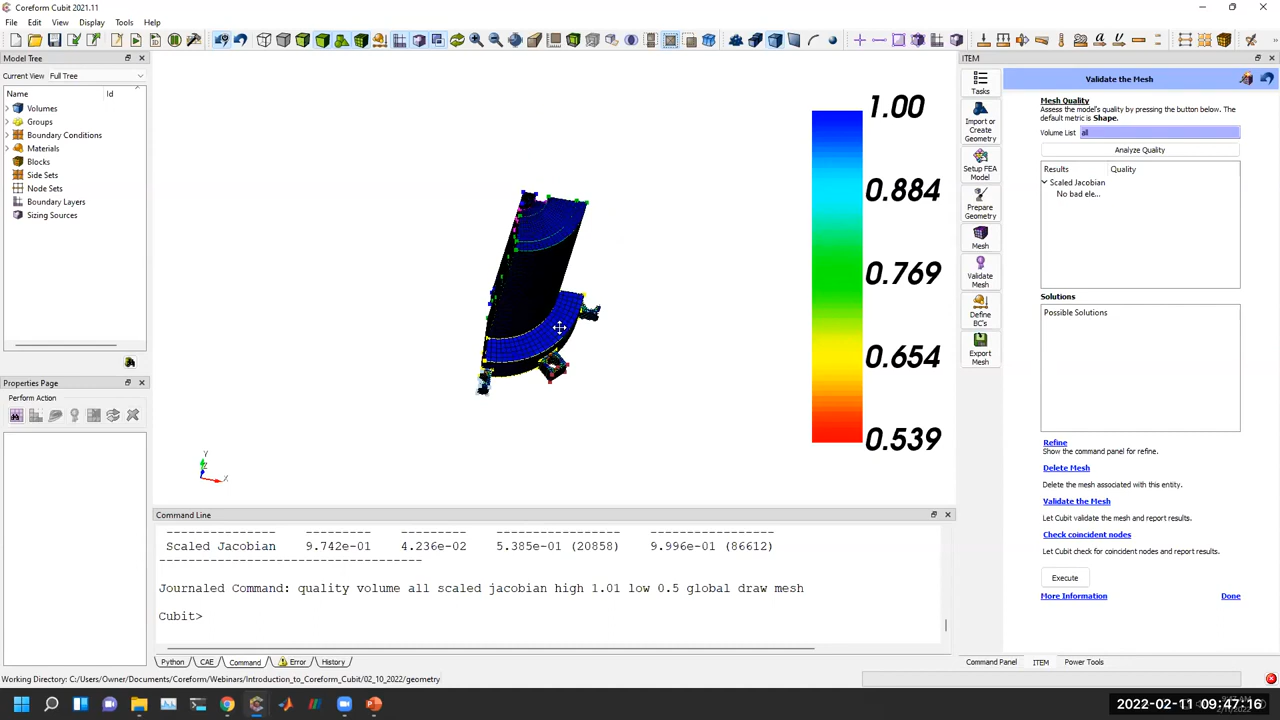 Coreform Cubit 2021.11
File Edit View Display Tools Help
Model Tree
Current View Full Tree
Name Id
Volumes
Groups
Boundary Conditions
Materials
Blocks
Side Sets
Node Sets
Boundary Layers
Sizing Sources
Properties Page
Perform Action
1.00
0.884
0.769
0.654
0.539
Y
Z
X
Command Line
Scaled Jacobian 9.742e-01 4.236e-02 5.385e-01 (20858) 9.996e-01 (86612)
Journaled Command: quality volume all scaled jacobian high 1.01 low 0.5 global draw mesh
Cubit>
Python CAE Command Error History
Working Directory: C:/Users/Owner/Documents/Coreform/Webinars/Introduction_to_Coreform_Cubit/02_10_2022/geometry
ITEM
Tasks
Import or
Create
Geometry
Setup FEA
Model
Prepare
Geometry
Mesh
Validate
Mesh
Define
BC's
Export
Mesh
Validate the Mesh
Mesh Quality
Assess the model's quality by pressing the button below. The
default metric is Shape.
Volume List all
Analyze Quality
Results Quality
Scaled Jacobian
No bad ele...
Solutions
Possible Solutions
Refine
Show the command panel for refine.
Delete Mesh
Delete the mesh associated with this entity.
Validate the Mesh
Let Cubit validate the mesh and report results.
Check coincident nodes
Let Cubit check for coincident nodes and report results.
Execute
More Information Done
Command Panel ITEM Power Tools
2022-02-11 09:47:16